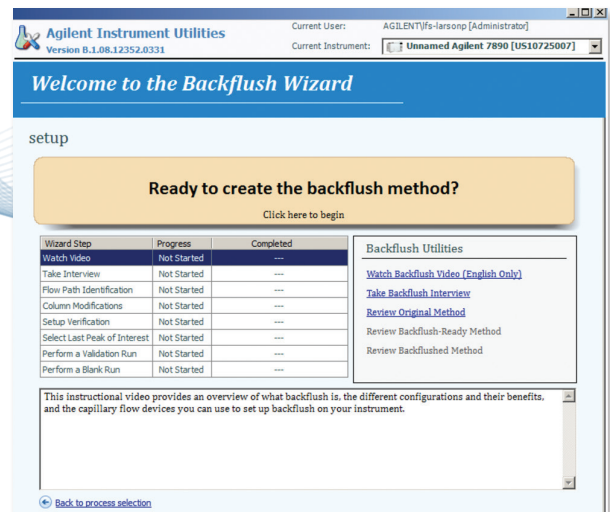 Agilent Instrument Utilities
Version B.1.08.12352.0331
Current User: AGILENT\lfs-larsonp [Administrator]
Current Instrument: Unnamed Agilent 7890 [US10725007]
Welcome to the Backflush Wizard
setup
Ready to create the backflush method?
Click here to begin
Wizard Step Progress Completed
Watch Video Not Started ---
Take Interview Not Started ---
Flow Path Identification Not Started ---
Column Modifications Not Started ---
Setup Verification Not Started ---
Select Last Peak of Interest Not Started ---
Perform a Validation Run Not Started ---
Perform a Blank Run Not Started ---
Backflush Utilities
Watch Backflush Video (English Only)
Take Backflush Interview
Review Original Method
Review Backflush-Ready Method
Review Backflushed Method
This instructional video provides an overview of what backflush is, the different configurations and their benefits,
and the capillary flow devices you can use to set up backflush on your instrument.
Back to process selection